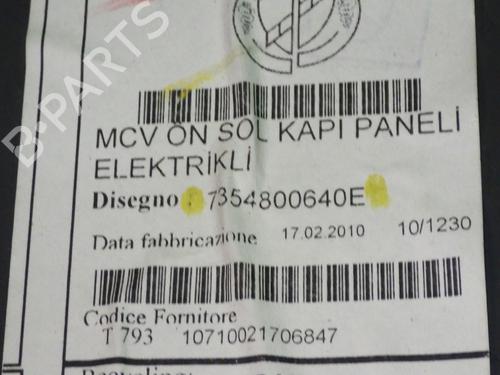 B-PARTS
MCV ÖN SOL KAPI PANELİ
ELEKTRİKLİ
Disegno : 7354800640E
Data fabbricazione 17.02.2010 10/1230
Codice Fornitore
T 793 10710021706847